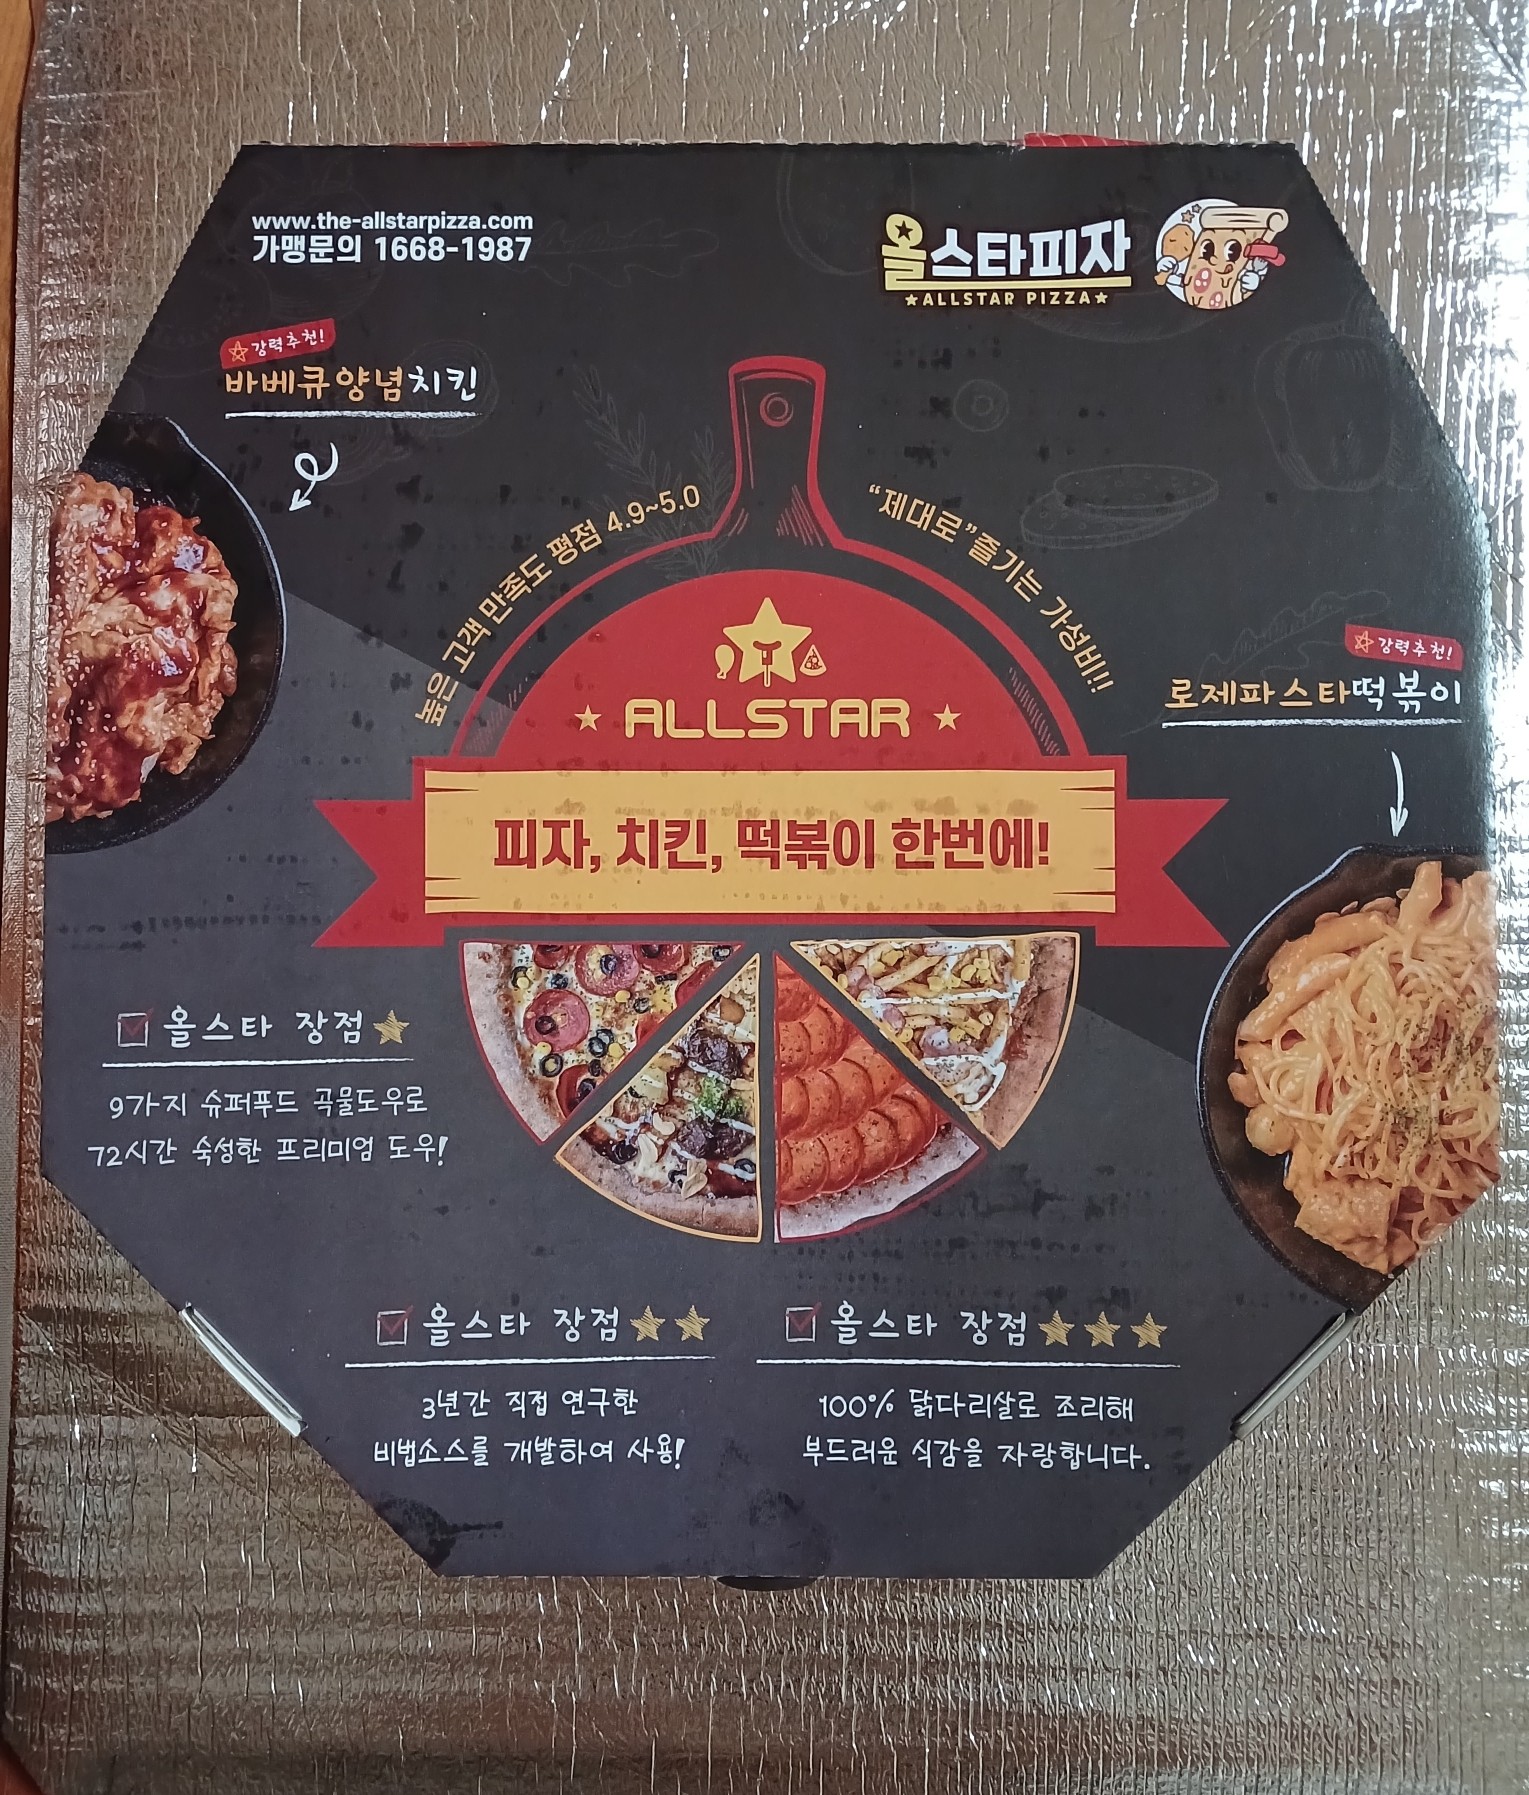 www.the-allstarpizza.com
가맹문의 1668-1987
올스타피자
★ALLSTAR PIZZA★
강력추천!
바베큐양념치킨
높은 고객 만족도 평점 4.9~5.0
“제대로”즐기는 가성비!!
강력추천!
로제파스타떡볶이
★ ALLSTAR ★
피자, 치킨, 떡볶이 한번에!
올스타 장점★
9가지 슈퍼푸드 곡물도우로
72시간 숙성한 프리미엄 도우!
올스타 장점★★
3년간 직접 연구한
비법소스를 개발하여 사용!
올스타 장점★★★
100% 닭다리살로 조리해
부드러운 식감을 자랑합니다.